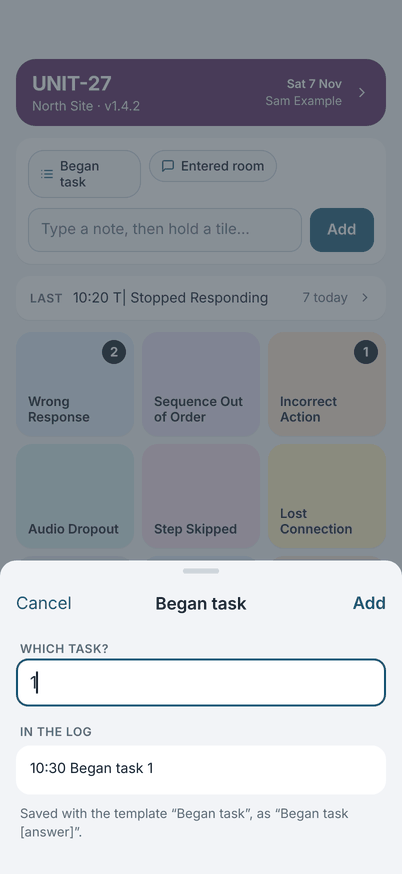 UNIT-27
North Site · v1.4.2
Sat 7 Nov
Sam Example
Began
task
Entered room
Type a note, then hold a tile...
Add
LAST 10:20 T| Stopped Responding 7 today
2
Wrong
Response
Sequence Out
of Order
1
Incorrect
Action
Audio Dropout
Step Skipped
Lost
Connection
Cancel
Began task
Add
WHICH TASK?
1
IN THE LOG
10:30 Began task 1
Saved with the template “Began task”, as “Began task
[answer]”.